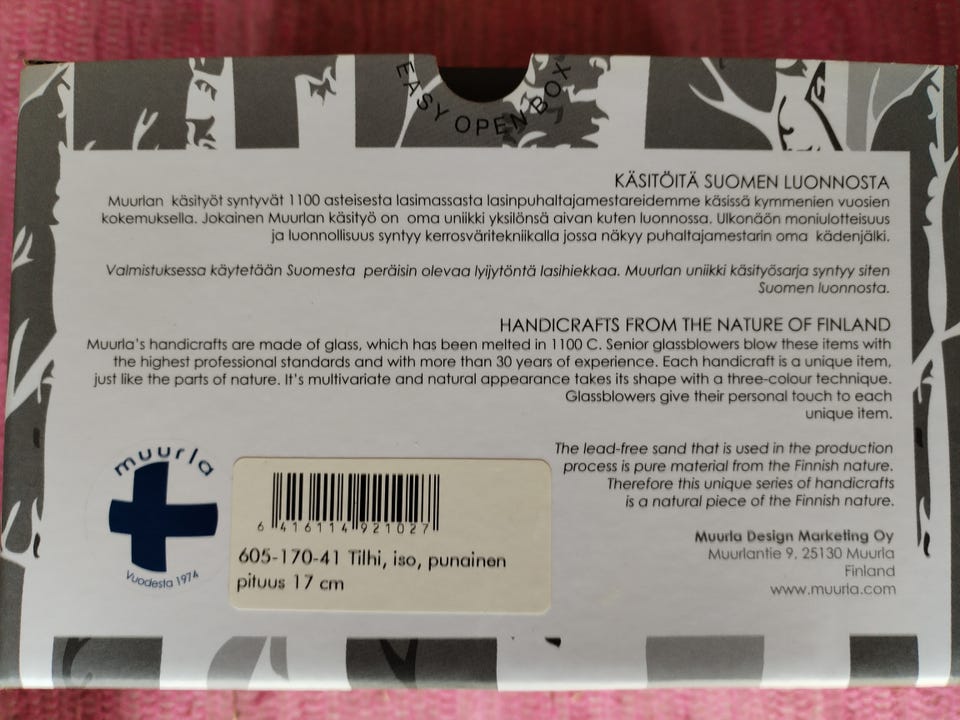 EASY OPEN BOX
KÄSITÖITÄ SUOMEN LUONNOSTA
Muurlan käsityöt syntyvät 1100 asteisesta lasimassasta lasinpuhaltajamestareidemme käsissä kymmenien vuosien
kokemuksella. Jokainen Muurlan käsityö on oma uniikki yksilönsä aivan kuten luonnossa. Ulkonäön moniulotteisuus
ja luonnollisuus syntyy kerrosväritekniikalla jossa näkyy puhaltajamestarin oma kädenjälki.
Valmistuksessa käytetään Suomesta peräisin olevaa lyijytöntä lasihiekkaa. Muurlan uniikki käsityösarja syntyy siten
Suomen luonnosta.
HANDICRAFTS FROM THE NATURE OF FINLAND
Muurla's handicrafts are made of glass, which has been melted in 1100 C. Senior glassblowers blow these items with
the highest professional standards and with more than 30 years of experience. Each handicraft is a unique item,
just like the parts of nature. It's multivariate and natural appearance takes its shape with a three-colour technique.
Glassblowers give their personal touch to each
unique item.
The lead-free sand that is used in the production
process is pure material from the Finnish nature.
Therefore this unique series of handicrafts
is a natural piece of the Finnish nature.
muurla
Vuodesta 1974
6 416114 921027
605-170-41 Tilhi, iso, punainen
pituus 17 cm
Muurla Design Marketing Oy
Muurlantie 9, 25130 Muurla
Finland
www.muurla.com